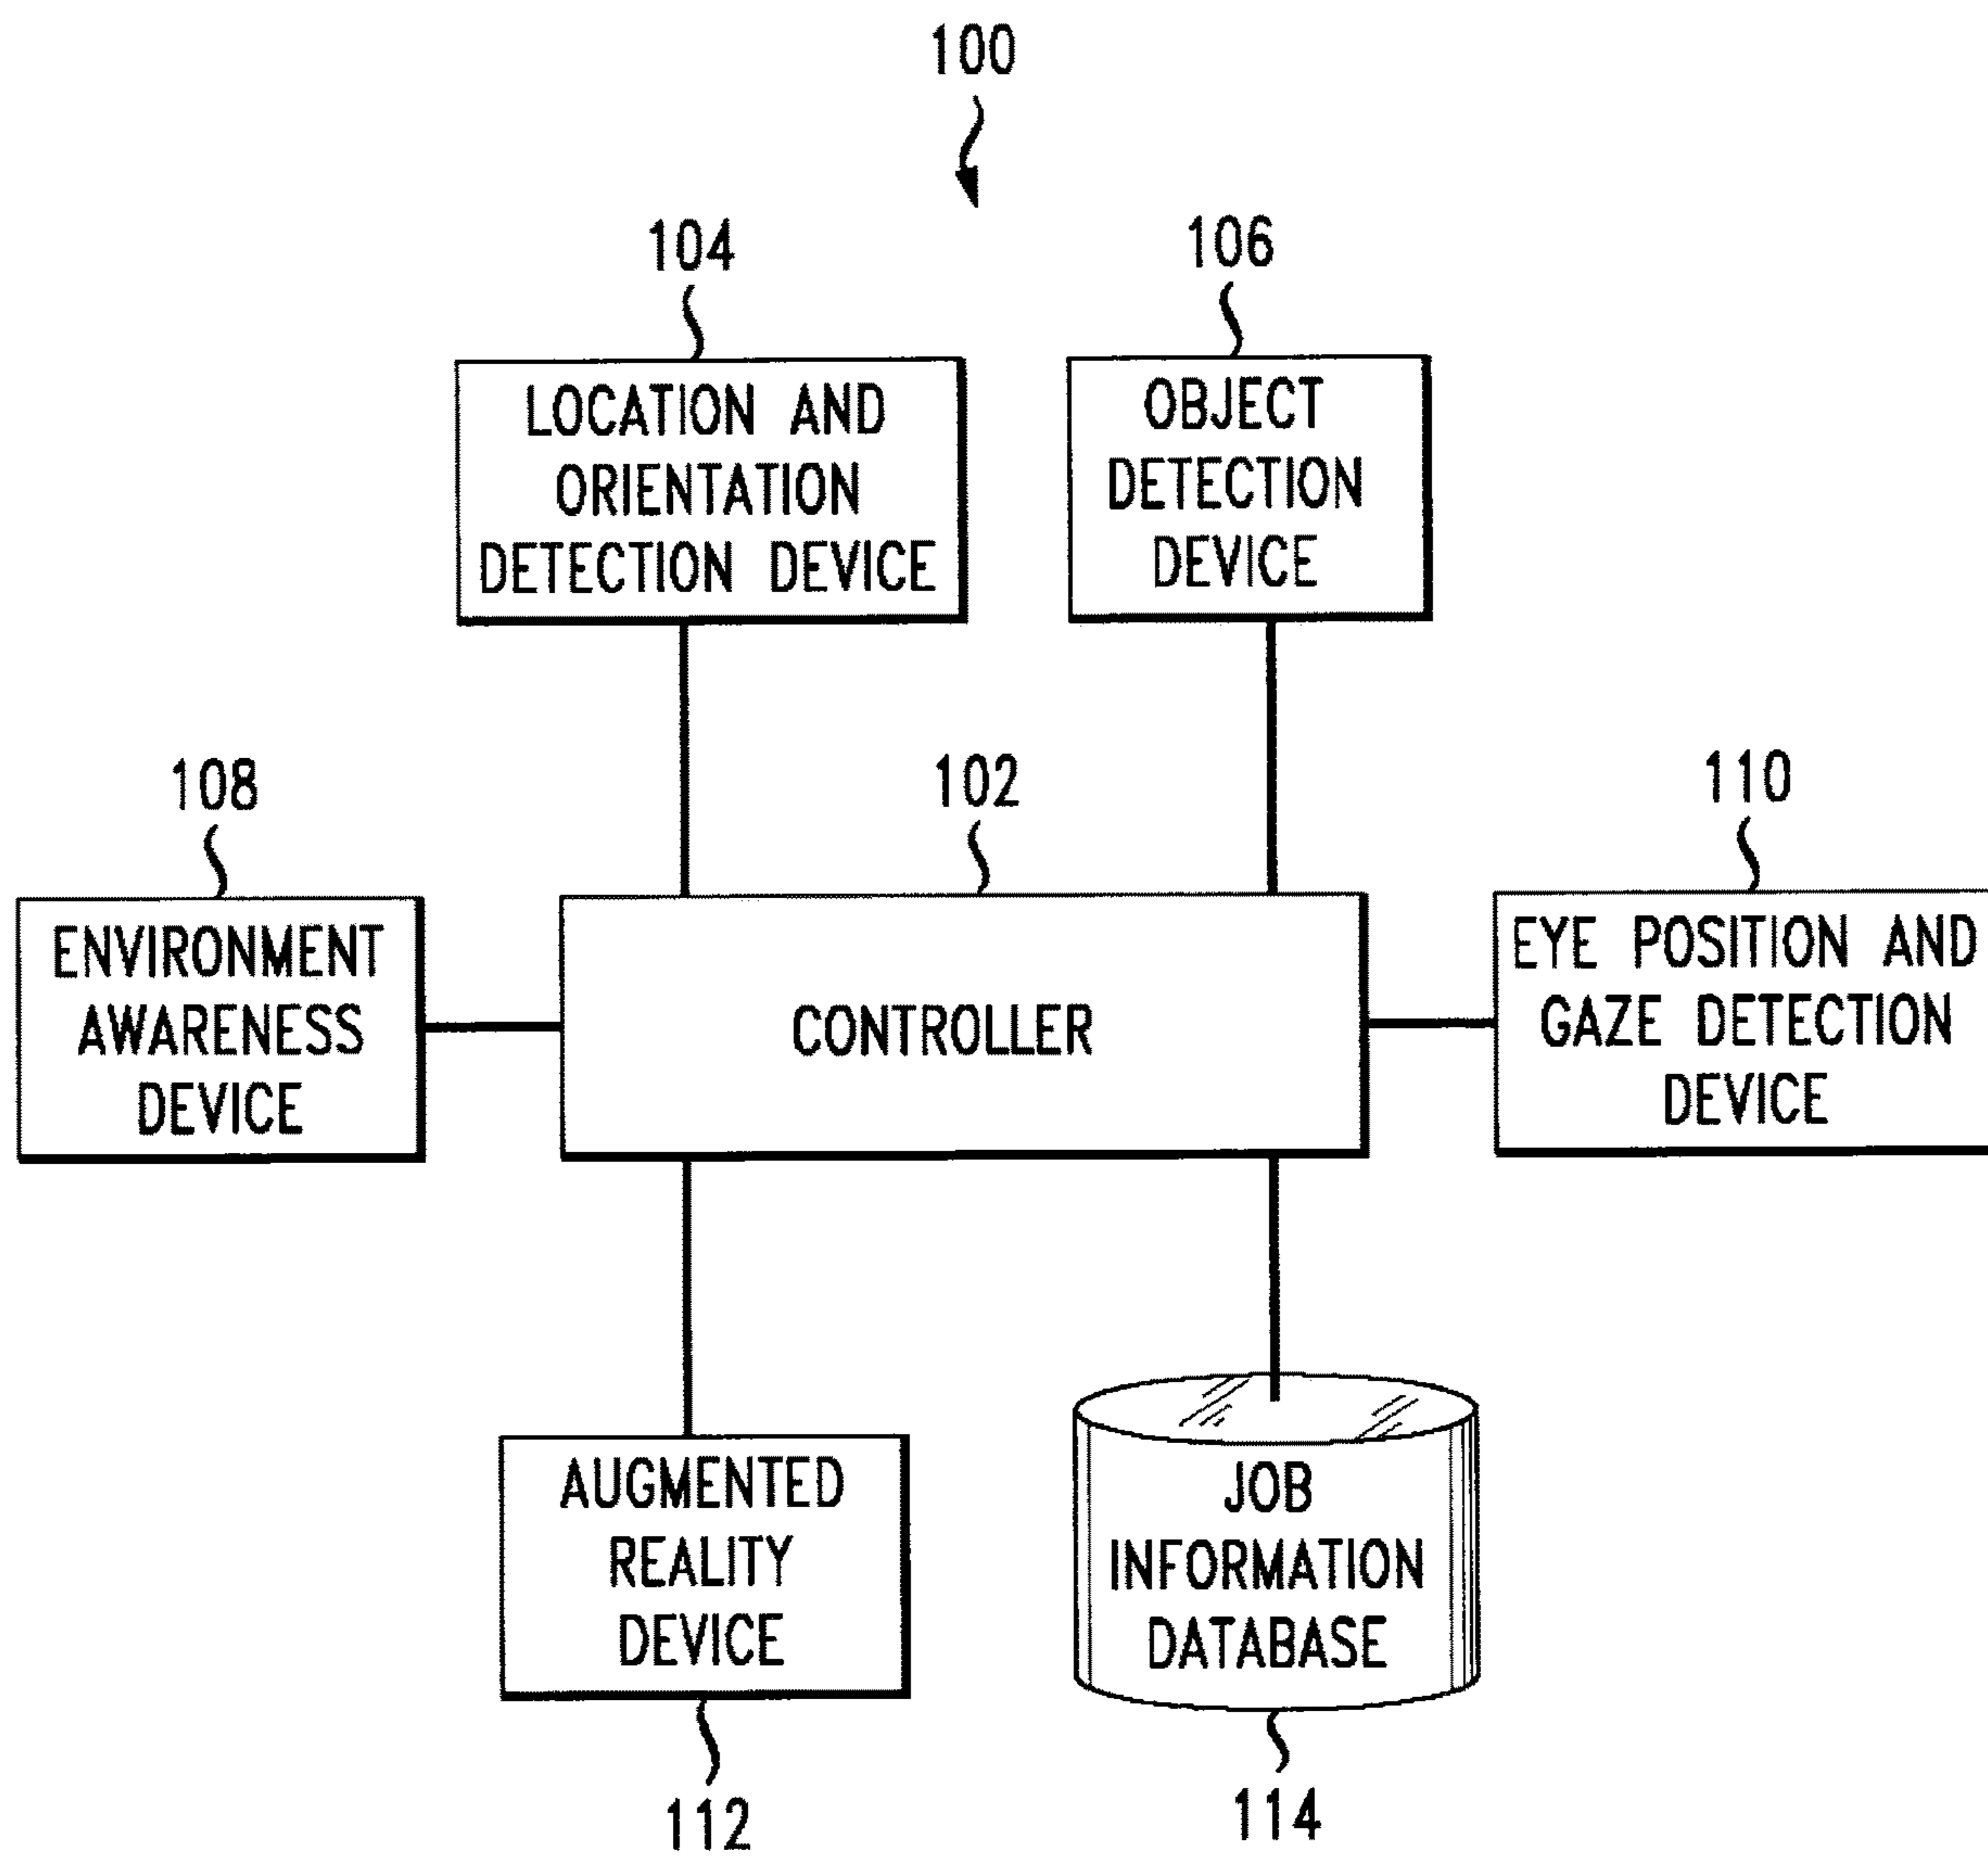 100
104
106
LOCATION AND
ORIENTATION
DETECTION DEVICE
OBJECT
DETECTION
DEVICE
108
102
110
ENVIRONMENT
AWARENESS
DEVICE
CONTROLLER
EYE POSITION AND
GAZE DETECTION
DEVICE
AUGMENTED
REALITY
DEVICE
JOB
INFORMATION
DATABASE
112
114